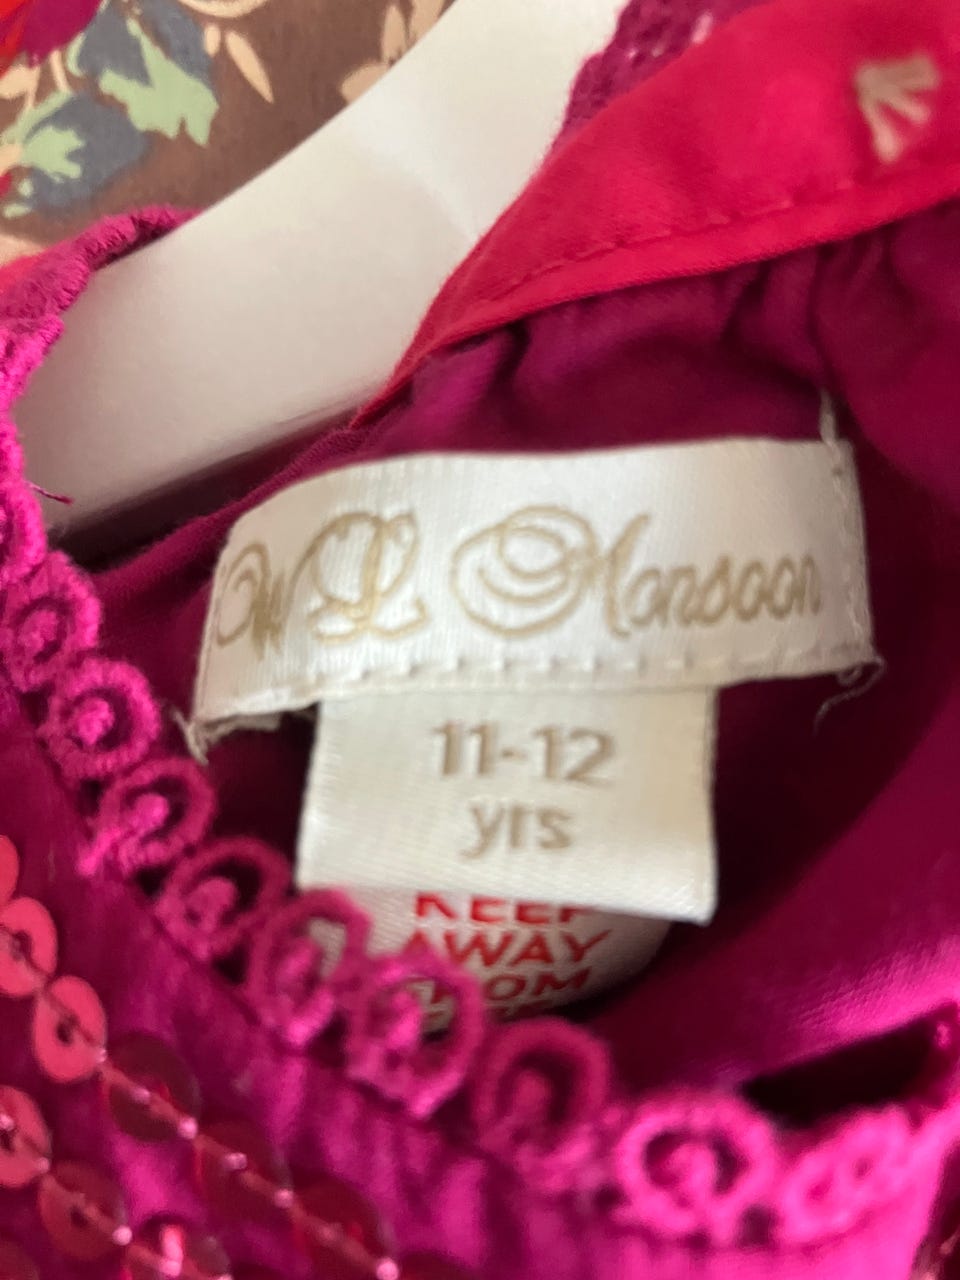 Monsoon
11-12
yrs
KEEP
AWAY
FROM